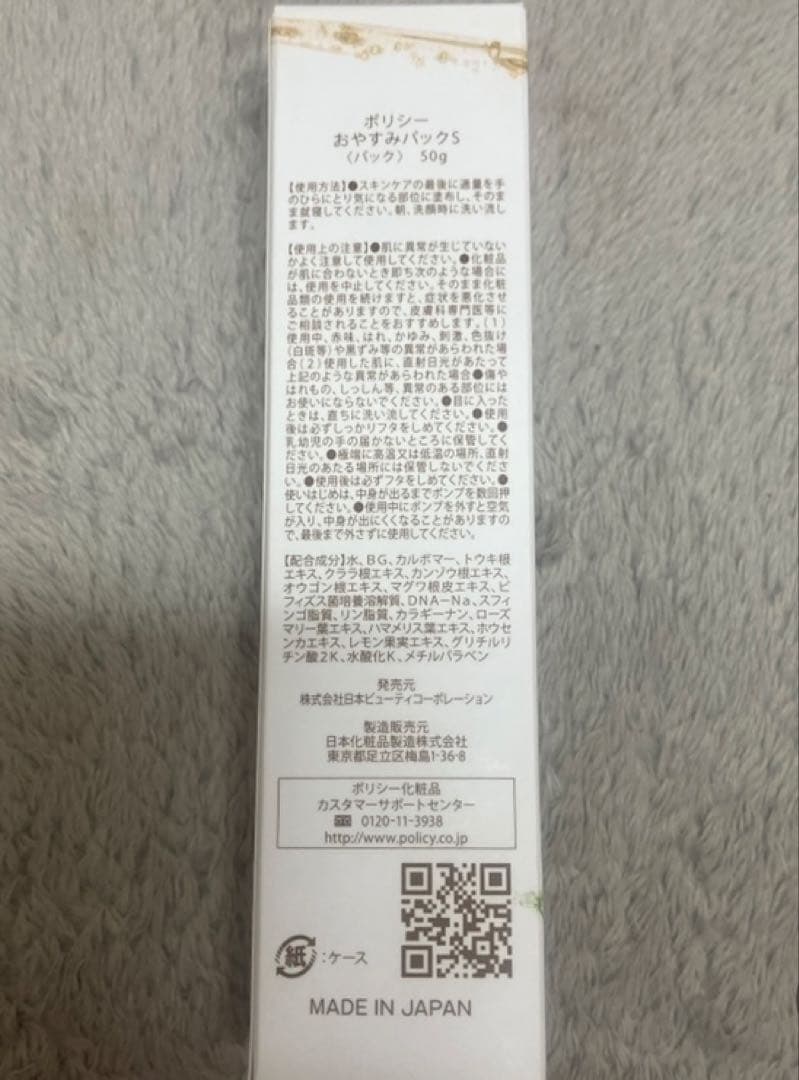 ポリシー
おやすみパックS
〈パック〉 50g
【使用方法】●スキンケアの最後に適量を手
のひらにとり気になる部位に塗布し、そのま
ま就寝してください。朝、洗顔時に洗い流し
ます。
【使用上の注意】●肌に異常が生じていない
かよく注意して使用してください。●化粧品
が肌に合わないとき即ち次のような場合に
は、使用を中止してください。そのまま化粧
品類の使用を続けますと、症状を悪化させ
ることがありますので、皮膚科専門医等に
ご相談されることをおすすめします。(1)
使用中、赤味、はれ、かゆみ、刺激、色抜け
(白斑等)や黒ずみ等の異常があらわれた場
合(2)使用した肌に、直射日光があたって
上記のような異常があらわれた場合●傷や
はれもの、しっしん等、異常のある部位には
お使いにならないでください。●目に入った
ときは、直ちに洗い流してください。●使用
後は必ずしっかりフタをしめてください。●
乳幼児の手の届かないところに保管してく
ださい。●極端に高温又は低温の場所、直射
日光のあたる場所には保管しないでくださ
い。●使用後は必ずフタをしめてください。●
使いはじめは、中身が出るまでポンプを数回押
してください。●使用中にポンプを外すと空気
が入り、中身が出にくくなることがありますの
で、最後まで外さずに使用してください。
【配合成分】水、BG、カルボマー、トウキ根
エキス、クララ根エキス、カンゾウ根エキス、
オウゴン根エキス、マグワ根皮エキス、ビ
フィズス菌培養溶解質、DNA-Na、スフィ
ンゴ脂質、リン脂質、カラギーナン、ローズ
マリー葉エキス、ハマメリス葉エキス、ホウセ
ンカエキス、レモン果実エキス、グリチルリ
チン酸2K、水酸化K、メチルパラベン
発売元
株式会社日本ビューティコーポレーション
製造販売元
日本化粧品製造株式会社
東京都足立区梅島1-36-8
ポリシー化粧品
カスタマーサポートセンター
0120-11-3938
http://www.policy.co.jp
紙:ケース
MADE IN JAPAN